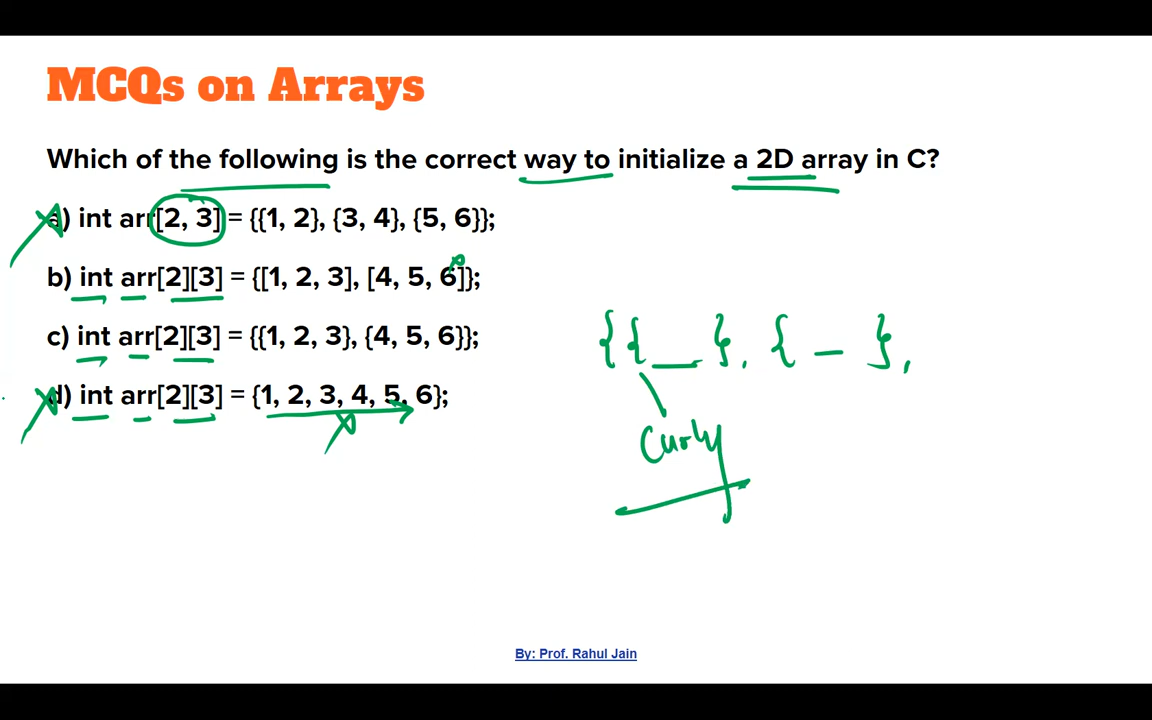 MCQs on Arrays
Which of the following is the correct way to initialize a 2D array in C?
a) int arr[2, 3] = {{1, 2}, {3, 4}, {5, 6}};
b) int arr[2][3] = {[1, 2, 3], [4, 5, 6]};
c) int arr[2][3] = {{1, 2, 3}, {4, 5, 6}};
d) int arr[2][3] = {1, 2, 3, 4, 5, 6};
{{__}, {_},
Curly
By: Prof. Rahul Jain